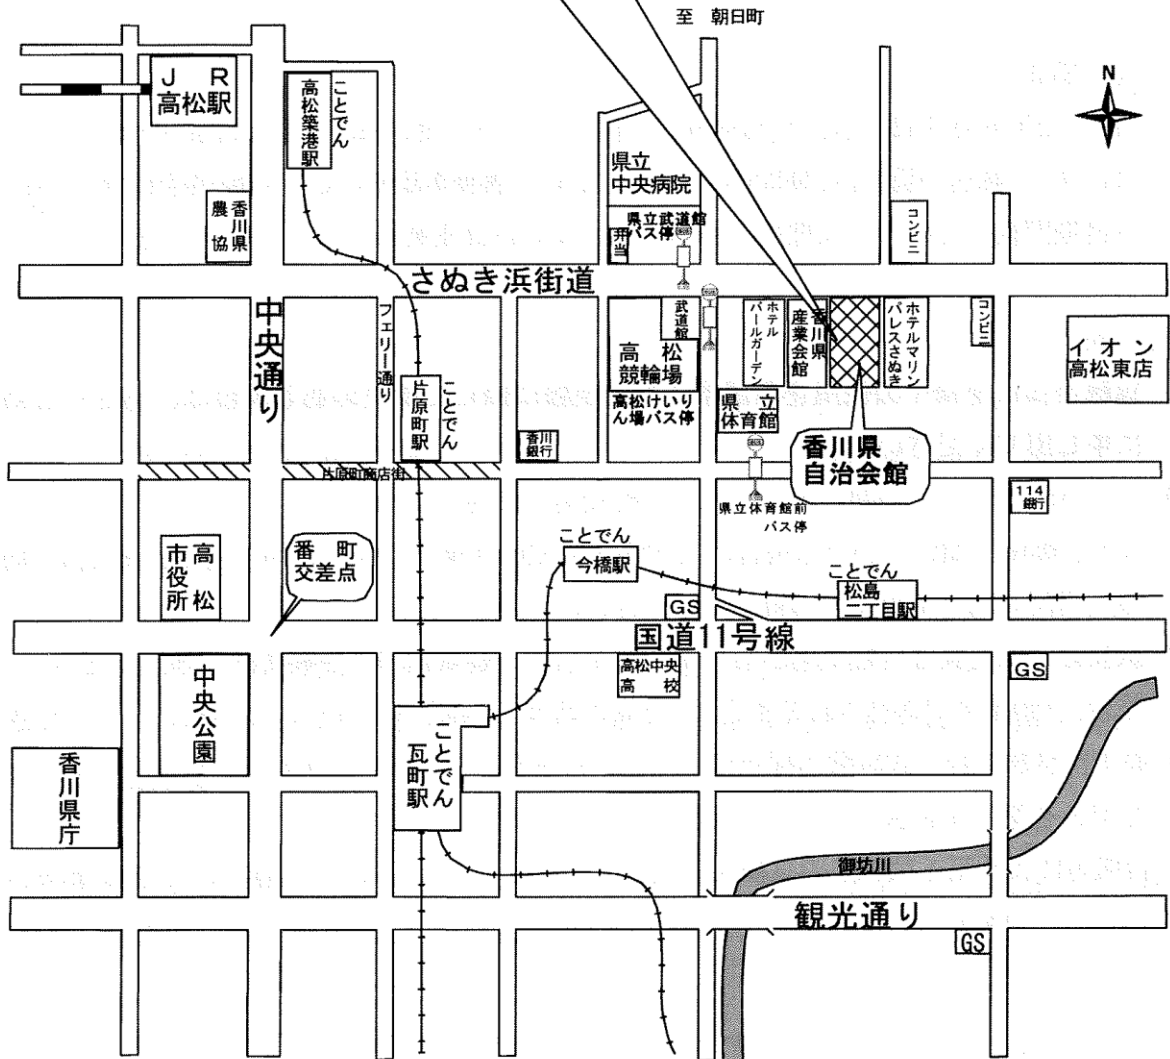 至 朝日町
N
JR
高松駅
ことでん
高松築港駅
県立
中央病院
香川県
農協
県立武道館
バス停
弁当
コンビニ
さぬき浜街道
中央通り
フェリー通り
武道館
高松
競輪場
ホテル
パールガーデン
香川県
産業会館
ホテルマリン
パレスさぬき
コンビニ
イオン
高松東店
ことでん
片原町駅
高松けいり
ん場バス停
県立
体育館
香川
銀行
香川県
自治会館
片原町商店街
114
銀行
県立体育館前
バス停
高松
市役所
番町
交差点
ことでん
今橋駅
ことでん
松島
二丁目駅
GS
国道11号線
高松中央
高校
GS
中央公園
ことでん
瓦町駅
香川県庁
御坊川
観光通り
GS